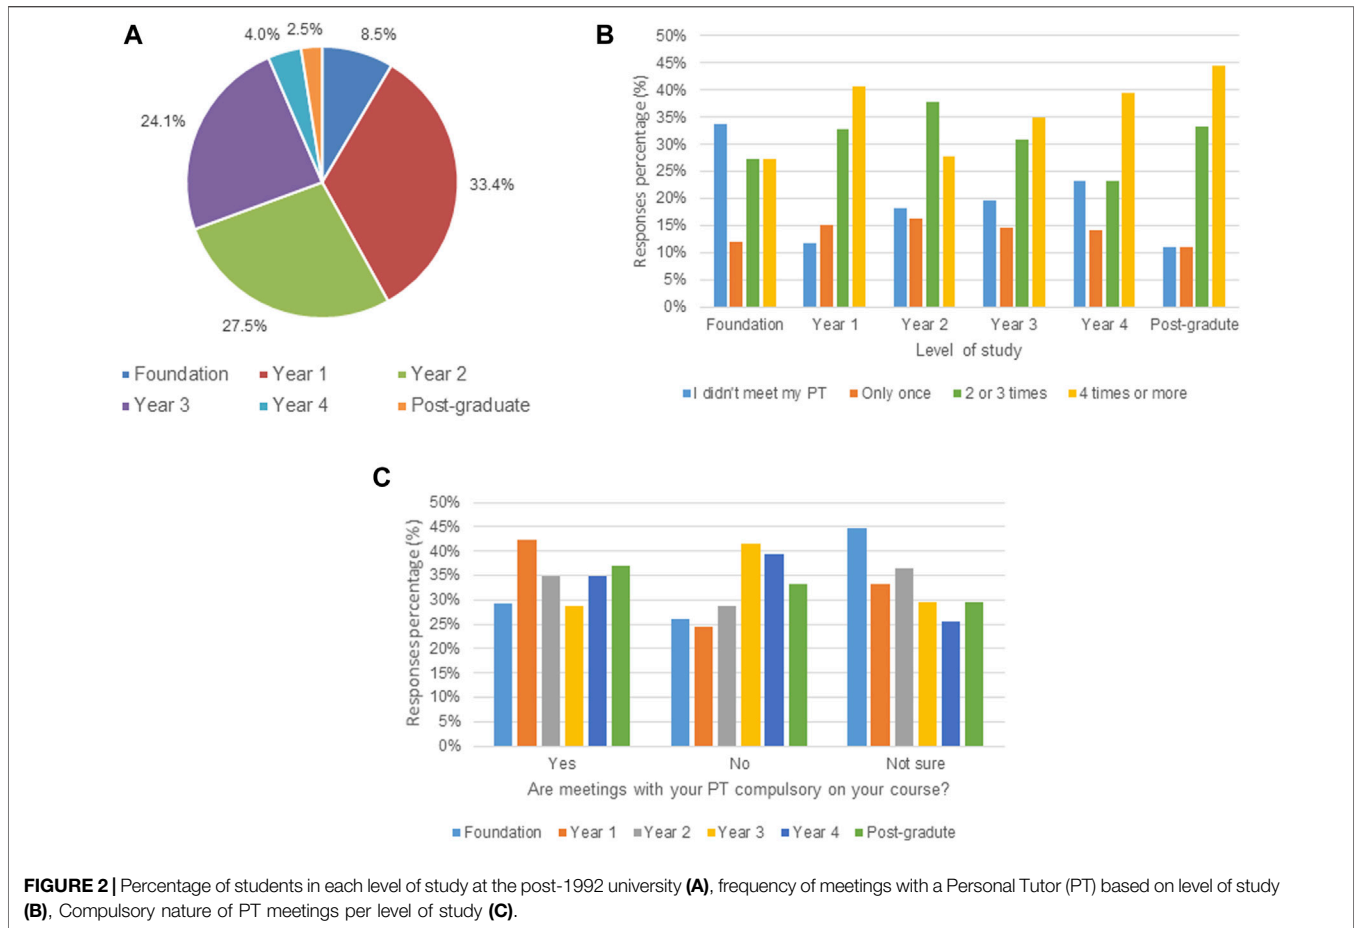 A
4.0%
2.5%
8.5%
24.1%
33.4%
27.5%
Foundation
Year 1
Year 2
Year 3
Year 4
Post-graduate
B
Responses percentage (%)
50%
45%
40%
35%
30%
25%
20%
15%
10%
5%
0%
Foundation
Year 1
Year 2
Year 3
Year 4
Post-gradute
Level of study
I didn't meet my PT
Only once
2 or 3 times
4 times or more
C
Responses percentage (%)
50%
45%
40%
35%
30%
25%
20%
15%
10%
5%
0%
Yes
No
Not sure
Are meetings with your PT compulsory on your course?
Foundation
Year 1
Year 2
Year 3
Year 4
Post-gradute
FIGURE 2 | Percentage of students in each level of study at the post-1992 university (A), frequency of meetings with a Personal Tutor (PT) based on level of study
(B), Compulsory nature of PT meetings per level of study (C).